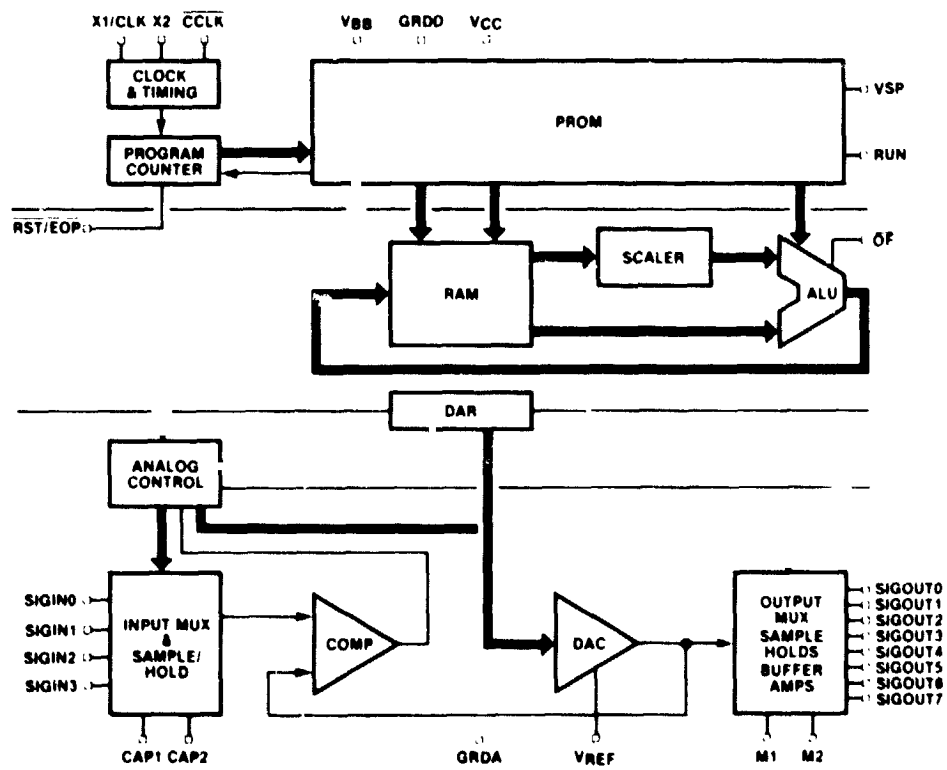 X1/CLK X2 CCLK
VBB GRDD VCC
CLOCK
& TIMING
PROM
VSP
PROGRAM
COUNTER
RUN
RST/EOP
RAM
SCALER
ALU
OF
DAR
ANALOG
CONTROL
SIGIN0
SIGIN1
SIGIN2
SIGIN3
INPUT MUX
&
SAMPLE/
HOLD
COMP
DAC
OUTPUT
MUX
SAMPLE
HOLDS
BUFFER
AMPS
SIGOUT0
SIGOUT1
SIGOUT2
SIGOUT3
SIGOUT4
SIGOUT5
SIGOUT6
SIGOUT7
CAP1 CAP2
GRDA
VREF
M1 M2